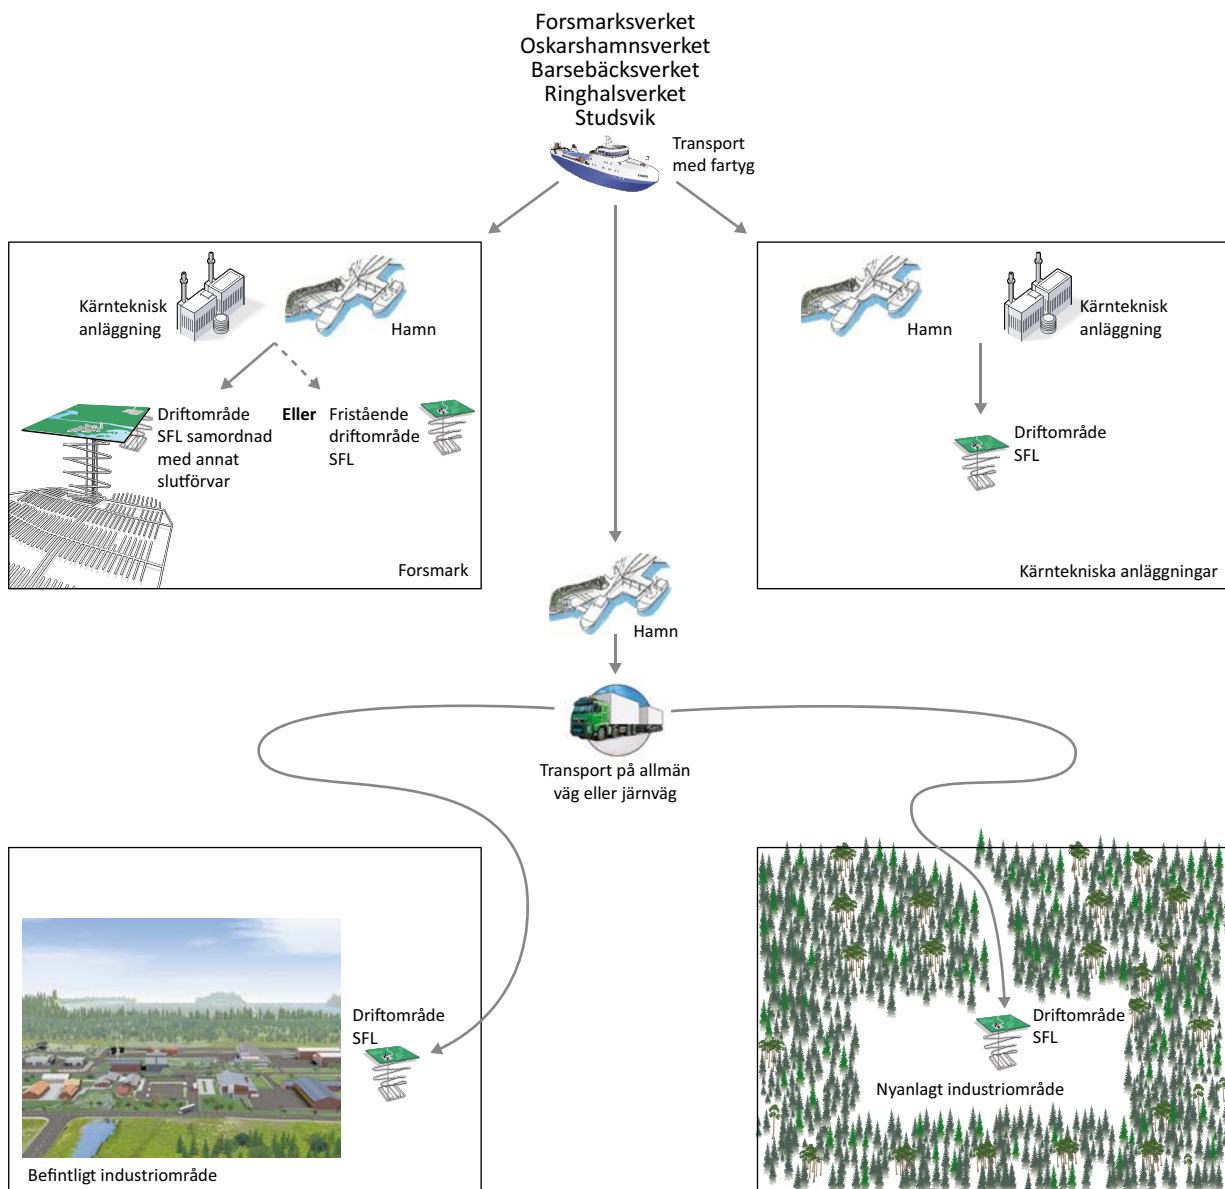 Forsmarksverket
Oskarshamnsverket
Barsebäcksverket
Ringhalsverket
Studsvik
Transport
med fartyg
Kärnteknisk
anläggning
Hamn
Driftområde
SFL samordnad
med annat
slutförvar
Eller
Fristående
driftområde
SFL
Forsmark
Hamn
Kärnteknisk
anläggning
Driftområde
SFL
Kärntekniska anläggningar
Hamn
Transport på allmän
väg eller järnväg
Driftområde
SFL
Befintligt industriområde
Driftområde
SFL
Nyanlagt industriområde